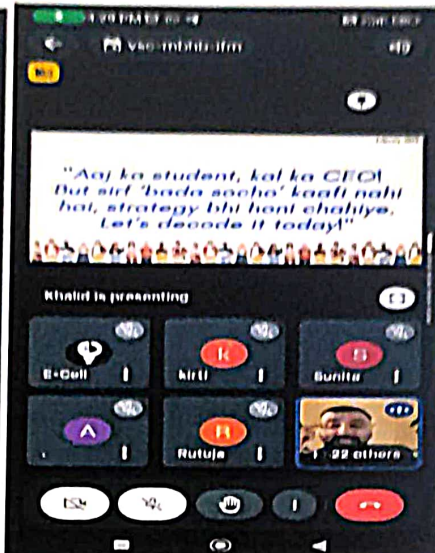 "Aaj ka student, kal ka CEO!
But sirf 'bada socho' kaafi nahi
hai, strategy bhi honi chahiye,
Let's decode it today!"
Khalid is presenting
E-Cell
kirti
Sunita
A
Rutuja
22 others